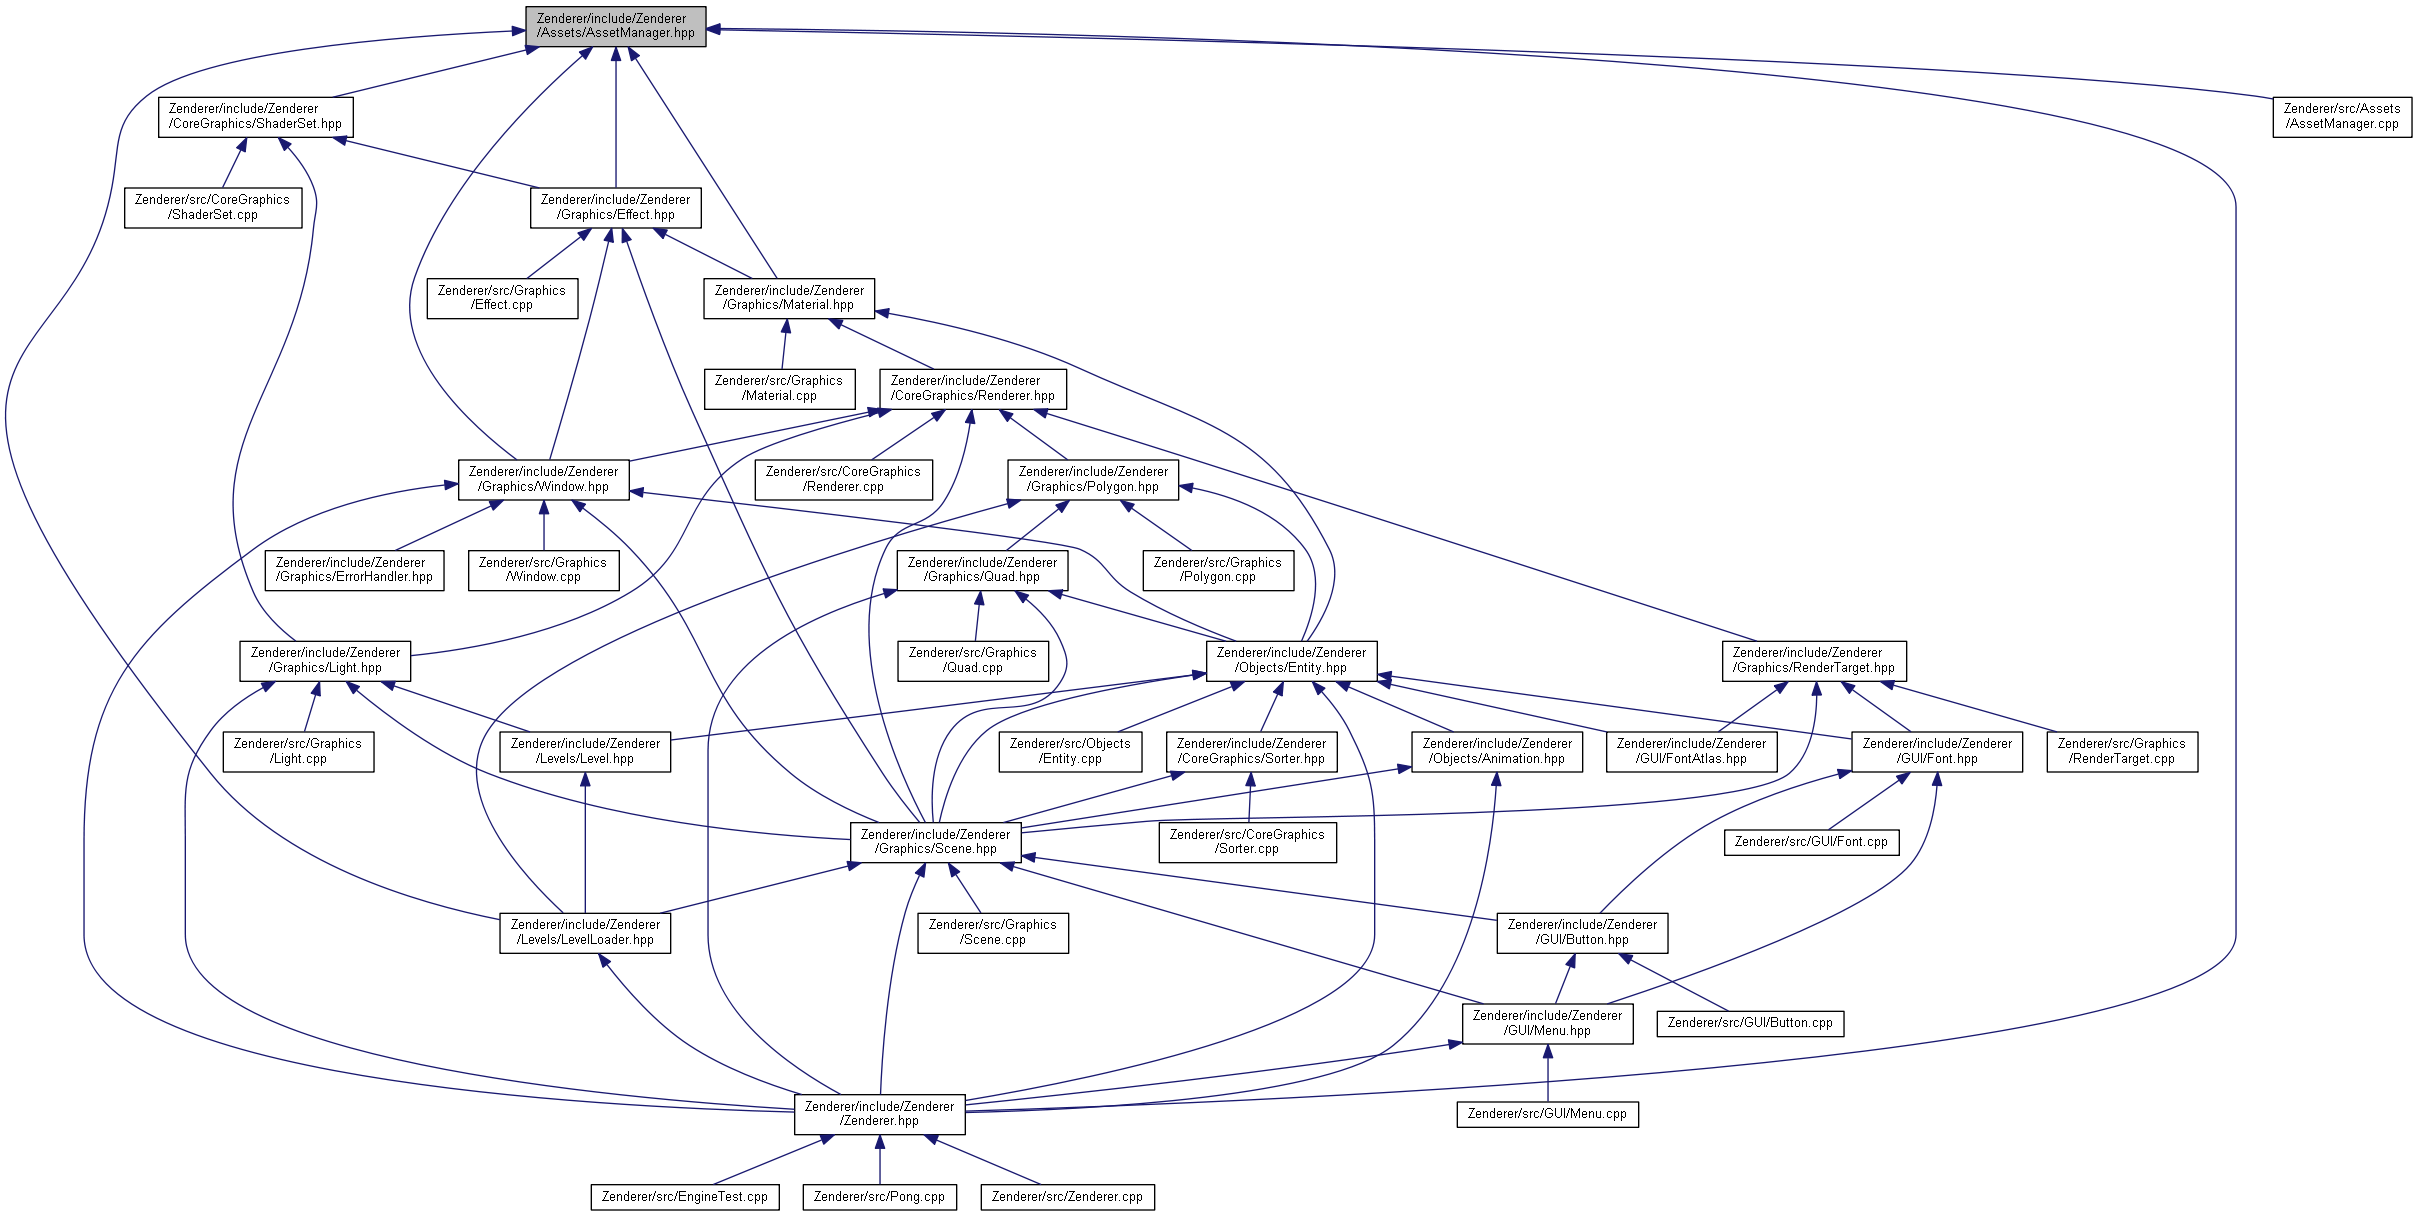 Zenderer/include/Zenderer
/Assets/AssetManager.hpp
Zenderer/include/Zenderer
/CoreGraphics/ShaderSet.hpp
Zenderer/src/Assets
/AssetManager.cpp
Zenderer/src/CoreGraphics
/ShaderSet.cpp
Zenderer/include/Zenderer
/Graphics/Effect.hpp
Zenderer/src/Graphics
/Effect.cpp
Zenderer/include/Zenderer
/Graphics/Material.hpp
Zenderer/src/Graphics
/Material.cpp
Zenderer/include/Zenderer
/CoreGraphics/Renderer.hpp
Zenderer/include/Zenderer
/Graphics/Window.hpp
Zenderer/src/CoreGraphics
/Renderer.cpp
Zenderer/include/Zenderer
/Graphics/Polygon.hpp
Zenderer/include/Zenderer
/Graphics/ErrorHandler.hpp
Zenderer/src/Graphics
/Window.cpp
Zenderer/include/Zenderer
/Graphics/Quad.hpp
Zenderer/src/Graphics
/Polygon.cpp
Zenderer/include/Zenderer
/Graphics/Light.hpp
Zenderer/src/Graphics
/Quad.cpp
Zenderer/include/Zenderer
/Objects/Entity.hpp
Zenderer/include/Zenderer
/Graphics/RenderTarget.hpp
Zenderer/src/Graphics
/Light.cpp
Zenderer/include/Zenderer
/Levels/Level.hpp
Zenderer/src/Objects
/Entity.cpp
Zenderer/include/Zenderer
/CoreGraphics/Sorter.hpp
Zenderer/include/Zenderer
/Objects/Animation.hpp
Zenderer/include/Zenderer
/GUI/FontAtlas.hpp
Zenderer/include/Zenderer
/GUI/Font.hpp
Zenderer/src/Graphics
/RenderTarget.cpp
Zenderer/include/Zenderer
/Graphics/Scene.hpp
Zenderer/src/CoreGraphics
/Sorter.cpp
Zenderer/src/GUI/Font.cpp
Zenderer/include/Zenderer
/Levels/LevelLoader.hpp
Zenderer/src/Graphics
/Scene.cpp
Zenderer/include/Zenderer
/GUI/Button.hpp
Zenderer/include/Zenderer
/GUI/Menu.hpp
Zenderer/src/GUI/Button.cpp
Zenderer/include/Zenderer
/Zenderer.hpp
Zenderer/src/GUI/Menu.cpp
Zenderer/src/EngineTest.cpp
Zenderer/src/Pong.cpp
Zenderer/src/Zenderer.cpp